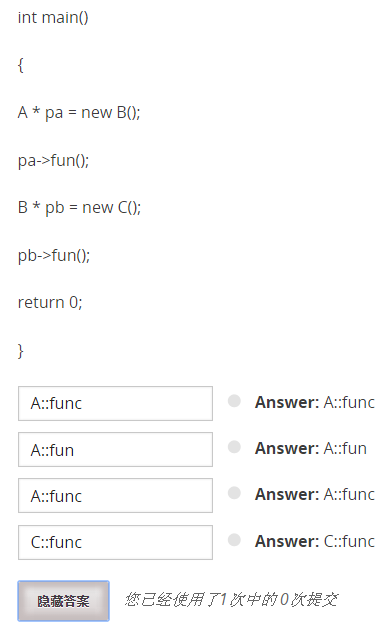 int main()
{
A * pa = new B();
pa->fun();
B * pb = new C();
pb->fun();
return 0;
}
A::func Answer: A::func
A::fun Answer: A::fun
A::func Answer: A::func
C::func Answer: C::func
隐藏答案 您已经使用了1次中的 0次提交